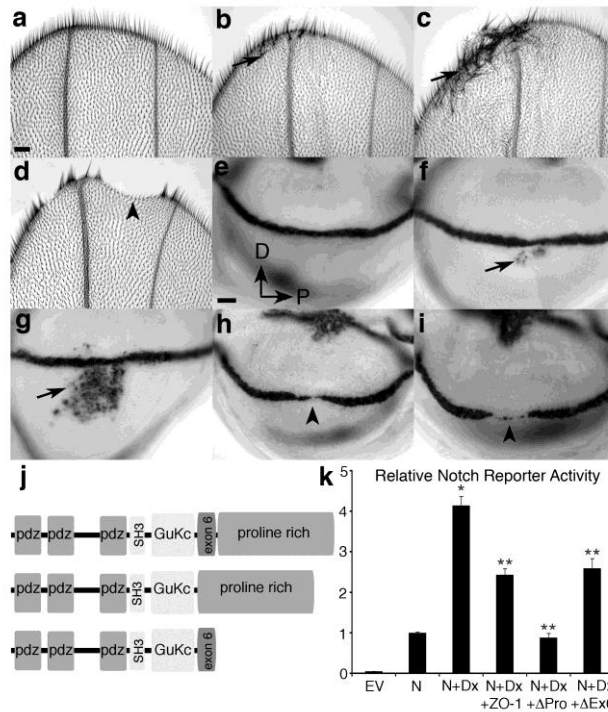 a
b
c
d
e
D
P
f
g
h
i
j
pdz pdz pdz SH3 GuKc exon 6 proline rich
pdz pdz pdz SH3 GuKc proline rich
pdz pdz pdz SH3 GuKc exon 6
k
Relative Notch Reporter Activity
5
4
3
2
1
0
*
**
**
**
EV N N+Dx N+Dx N+Dx N+Dx
+ZO-1 +ΔPro +ΔEx6